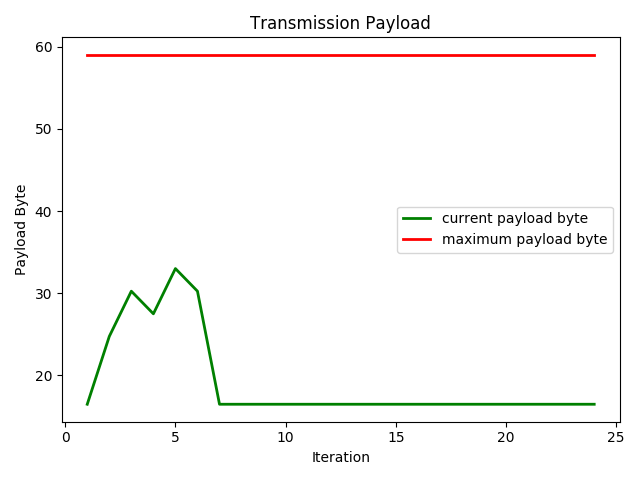 Transmission Payload
60
50
40
30
20
Payload Byte
current payload byte
maximum payload byte
0
5
10
15
20
25
Iteration